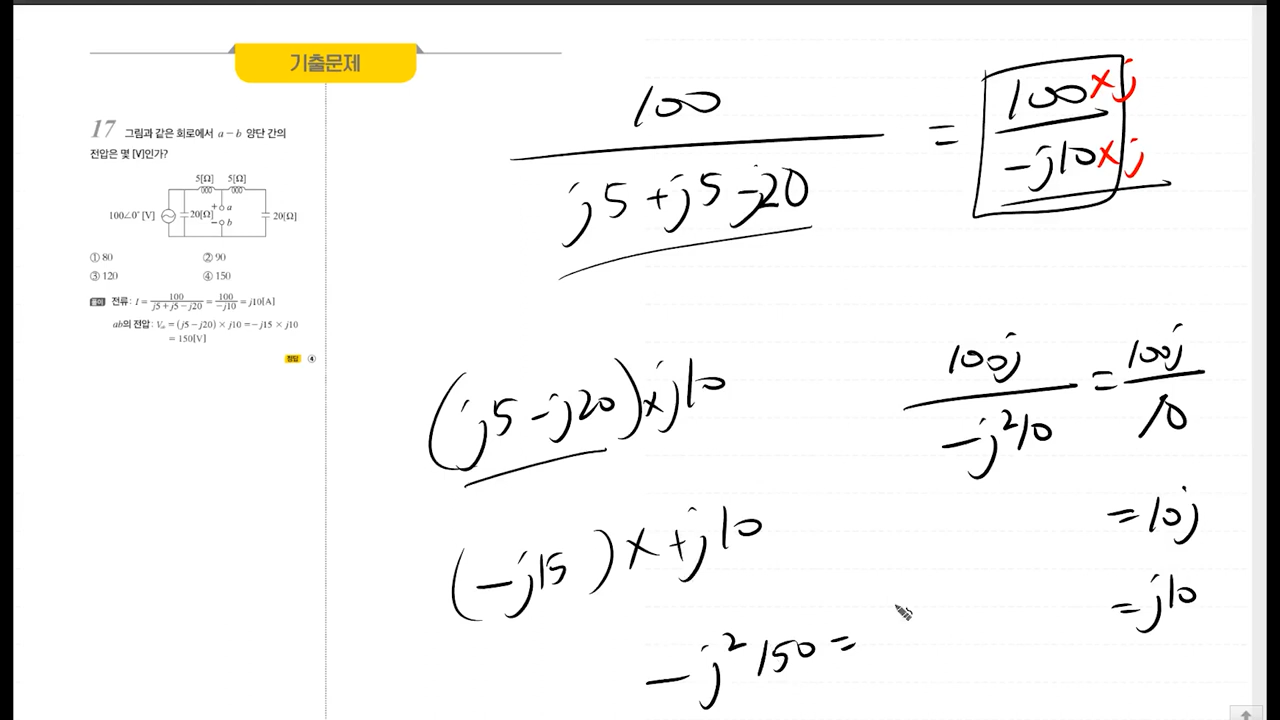 기출문제
17 그림과 같은 회로에서 a-b 양단 간의
전압은 몇 [V]인가?
5[Ω] 5[Ω]
100∠0°[V] 20[Ω] + a - b 20[Ω]
① 80 ② 90
③ 120 ④ 150
풀이 전류: I = 100/(j5+j5-j20) = 100/(-j10) = j10[A]
ab의 전압: Vₐ = (j5-j20) × j10 = -j15 × j10
= 150[V]
정답 ④
100/(j5+j5-j20) = (100×j)/(-j10×j)
(j5-j20)×j10
(-j15)×+j10
-j²150=
100j/(-j²10) = 100j/10
=10j
=j10